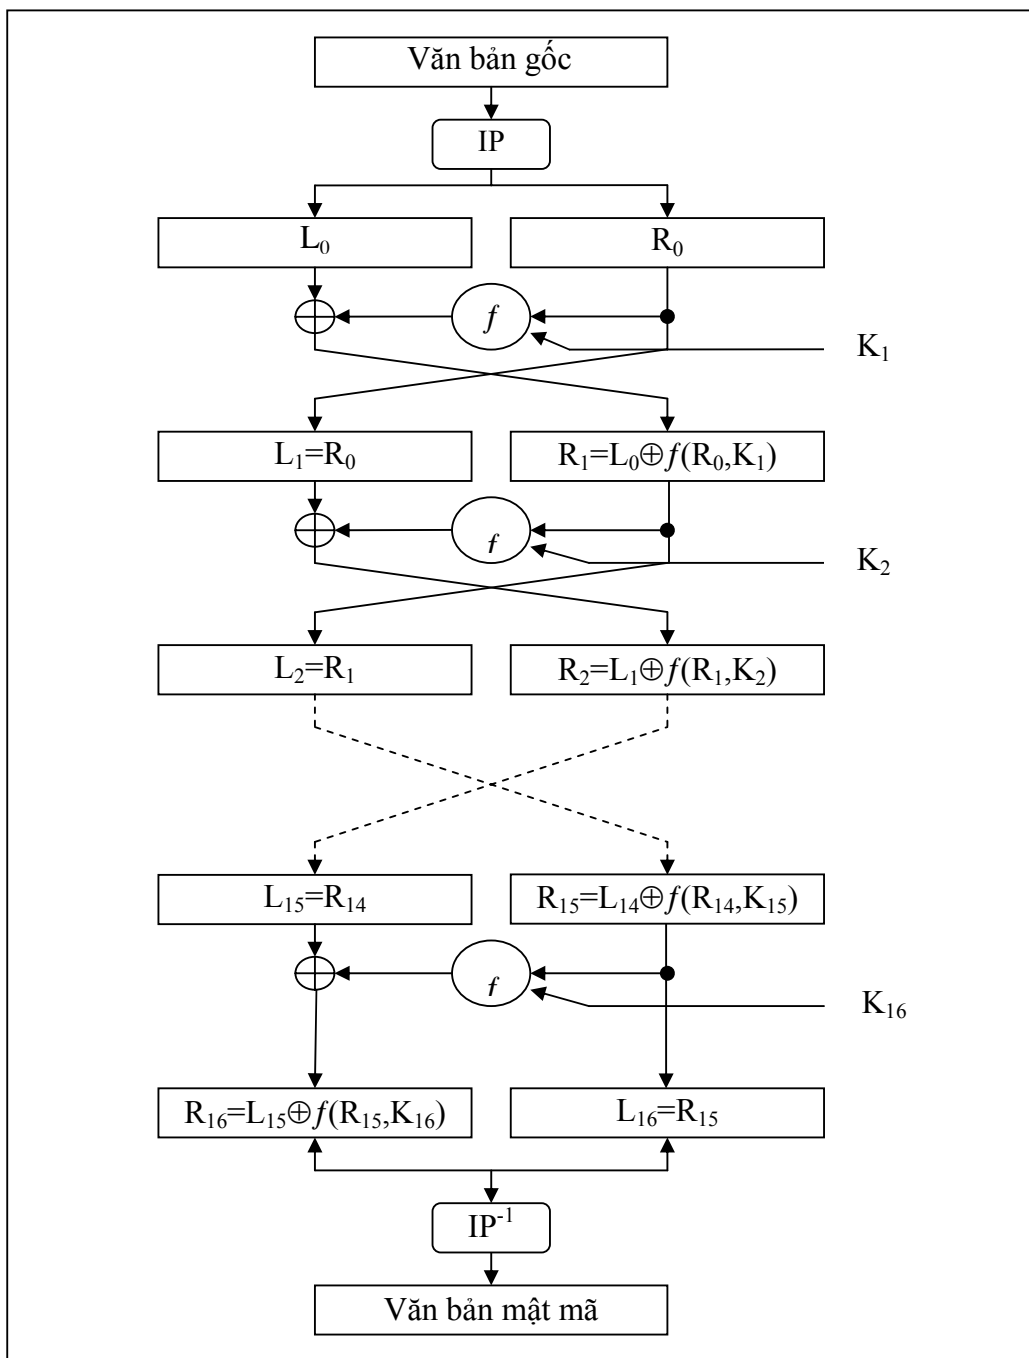 Văn bản gốc
IP
L₀
R₀
f
K₁
L₁=R₀
R₁=L₀⊕f(R₀,K₁)
f
K₂
L₂=R₁
R₂=L₁⊕f(R₁,K₂)
L₁₅=R₁₄
R₁₅=L₁₄⊕f(R₁₄,K₁₅)
f
K₁₆
R₁₆=L₁₅⊕f(R₁₅,K₁₆)
L₁₆=R₁₅
IP⁻¹
Văn bản mật mã